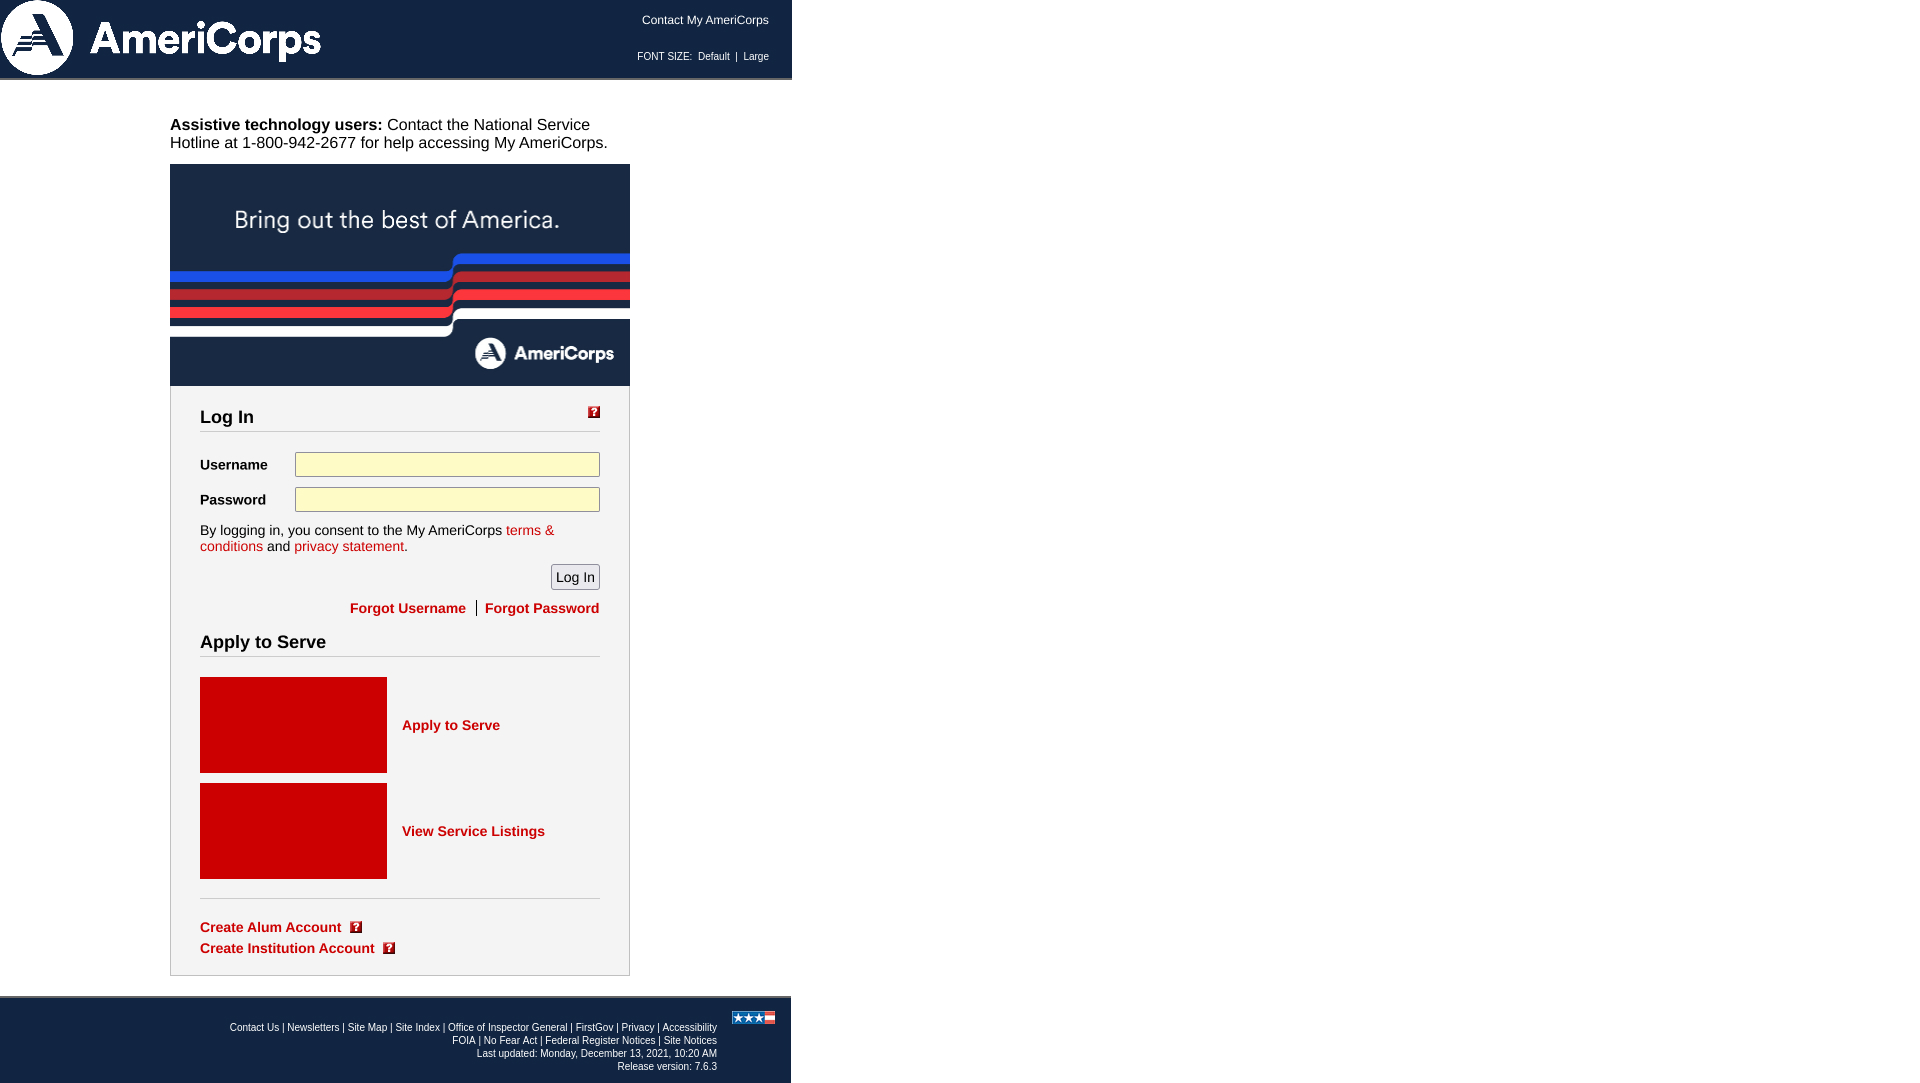 AmeriCorps
Contact My AmeriCorps
FONT SIZE: Default | Large
Assistive technology users: Contact the National Service
Hotline at 1-800-942-2677 for help accessing My AmeriCorps.
Bring out the best of America.
AmeriCorps
Log In
?
Username
Password
By logging in, you consent to the My AmeriCorps terms &
conditions and privacy statement.
Log In
Forgot Username | Forgot Password
Apply to Serve
Apply to Serve
View Service Listings
Create Alum Account ?
Create Institution Account ?
Contact Us | Newsletters | Site Map | Site Index | Office of Inspector General | FirstGov | Privacy | Accessibility
FOIA | No Fear Act | Federal Register Notices | Site Notices
Last updated: Monday, December 13, 2021, 10:20 AM
Release version: 7.6.3